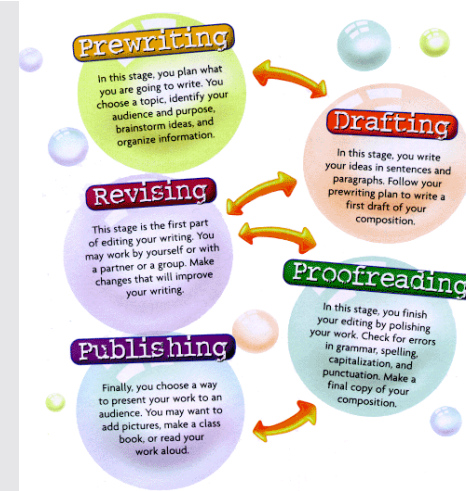 Prewriting
In this stage, you plan what
you are going to write. You
choose a topic, identify your
audience and purpose,
brainstorm ideas, and
organize information.
Drafting
In this stage, you write
your ideas in sentences and
paragraphs. Follow your
prewriting plan to write a
first draft of your
composition.
Revising
This stage is the first part
of editing your writing. You
may work by yourself or with
a partner or a group. Make
changes that will improve
your writing.
Proofreading
In this stage, you finish
your editing by polishing
your work. Check for errors
in grammar, spelling,
capitalization, and
punctuation. Make a
final copy of your
composition.
Publishing
Finally, you choose a way
to present your work to an
audience. You may want to
add pictures, make a class
book, or read your
work aloud.